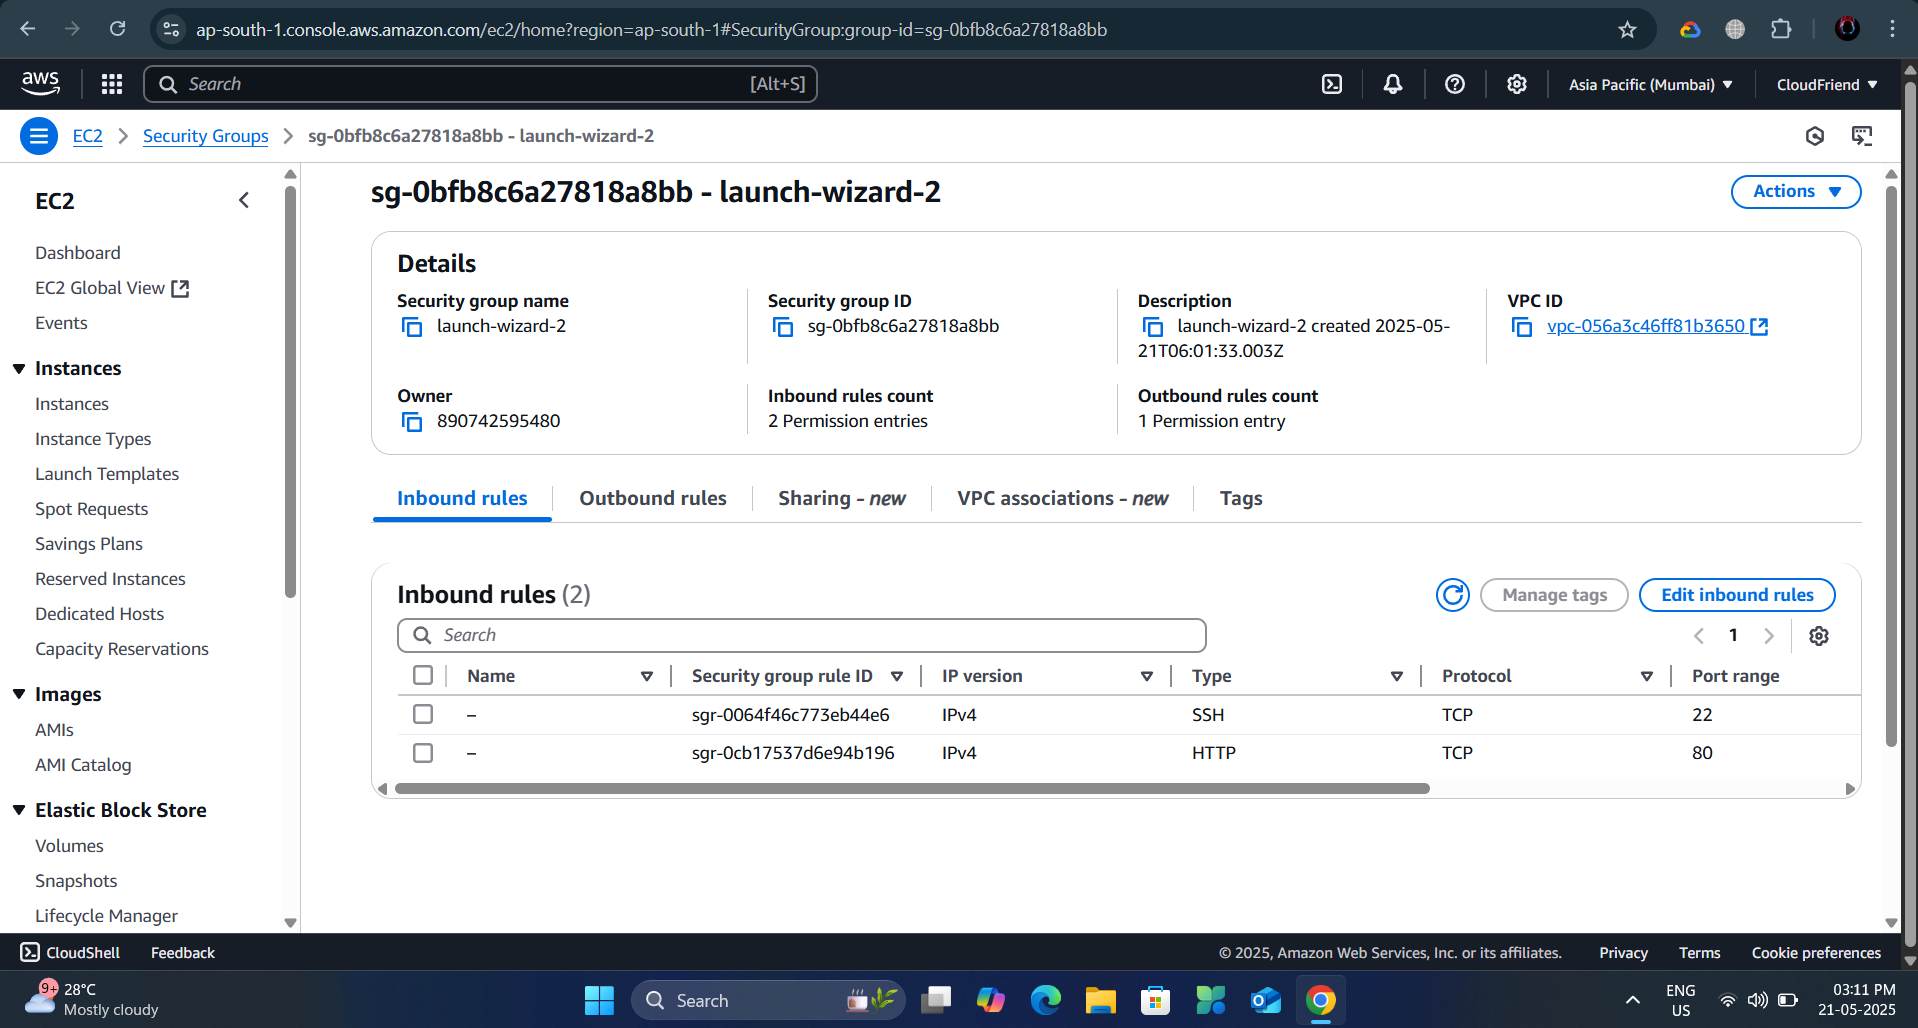 ap-south-1.console.aws.amazon.com/ec2/home?region=ap-south-1#SecurityGroup:group-id=sg-0bfb8c6a27818a8bb
aws
Search
[Alt+S]
Asia Pacific (Mumbai)
CloudFriend
EC2
Security Groups
sg-0bfb8c6a27818a8bb - launch-wizard-2
EC2
Dashboard
EC2 Global View
Events
Instances
Instances
Instance Types
Launch Templates
Spot Requests
Savings Plans
Reserved Instances
Dedicated Hosts
Capacity Reservations
Images
AMIs
AMI Catalog
Elastic Block Store
Volumes
Snapshots
Lifecycle Manager
sg-0bfb8c6a27818a8bb - launch-wizard-2
Actions
Details
Security group name
launch-wizard-2
Security group ID
sg-0bfb8c6a27818a8bb
Description
launch-wizard-2 created 2025-05-
21T06:01:33.003Z
VPC ID
vpc-056a3c46ff81b3650
Owner
890742595480
Inbound rules count
2 Permission entries
Outbound rules count
1 Permission entry
Inbound rules
Outbound rules
Sharing - new
VPC associations - new
Tags
Inbound rules (2)
Manage tags
Edit inbound rules
Search
1
Name Security group rule ID IP version Type Protocol Port range
– sgr-0064f46c773eb44e6 IPv4 SSH TCP 22
– sgr-0cb17537d6e94b196 IPv4 HTTP TCP 80
CloudShell
Feedback
© 2025, Amazon Web Services, Inc. or its affiliates.
Privacy
Terms
Cookie preferences
9+
28°C
Mostly cloudy
Search
ENG
US
03:11 PM
21-05-2025